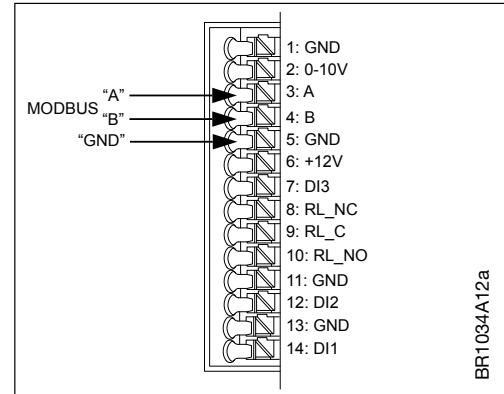 1: GND
2: 0-10V
“A”
3: A
MODBUS “B”
4: B
“GND”
5: GND
6: +12V
7: DI3
8: RL_NC
9: RL_C
10: RL_NO
11: GND
12: DI2
13: GND
14: DI1
BR1034A12a